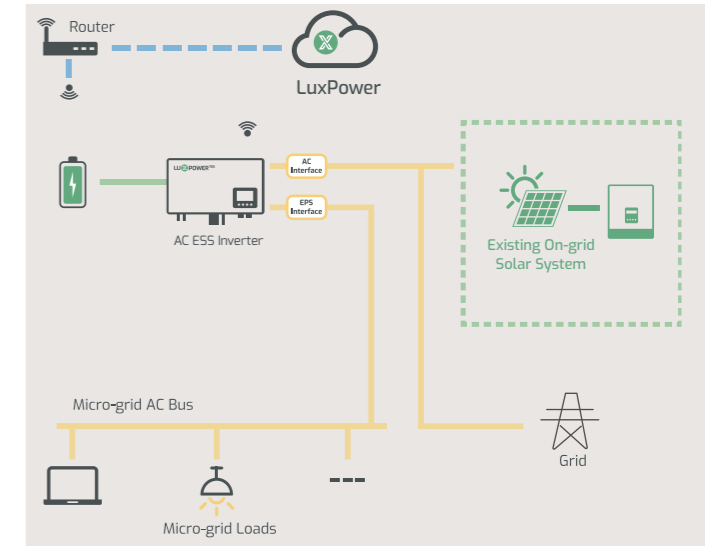 Router
LuxPower
AC
Interface
LUXPOWERTEK
EPS
Interface
AC ESS Inverter
Existing On-grid
Solar System
Micro-grid AC Bus
Grid
Micro-grid Loads